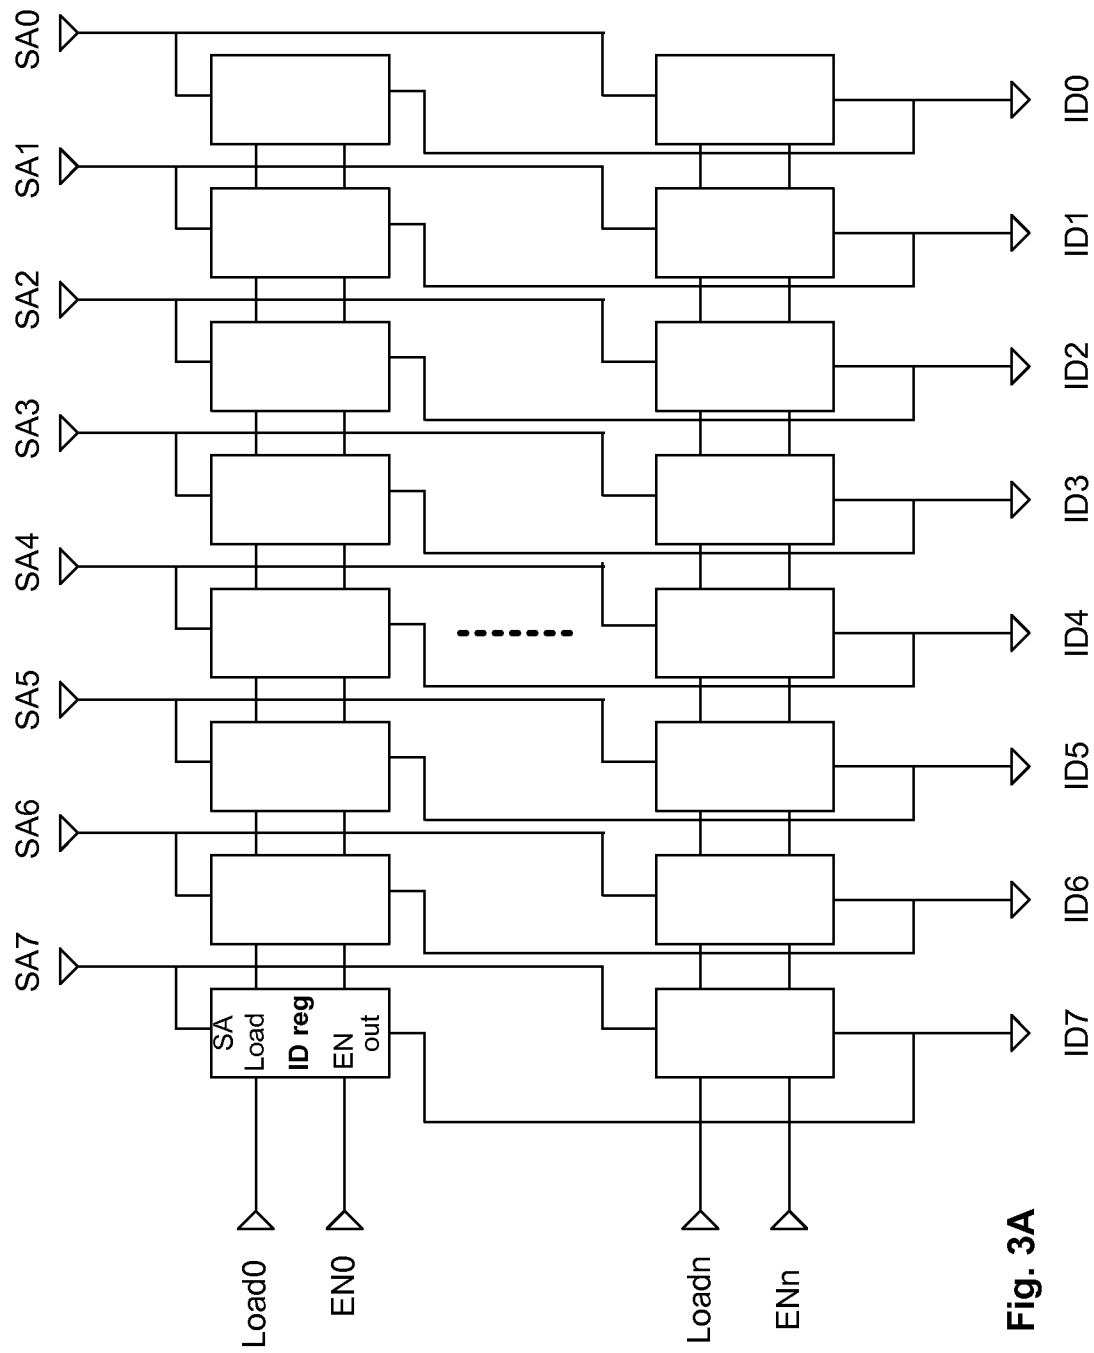 SA7
SA6
SA5
SA4
SA3
SA2
SA1
SA0
Load0
EN0
SA
Load
ID reg
EN
out
Loadn
ENn
ID7
ID6
ID5
ID4
ID3
ID2
ID1
ID0
Fig. 3A